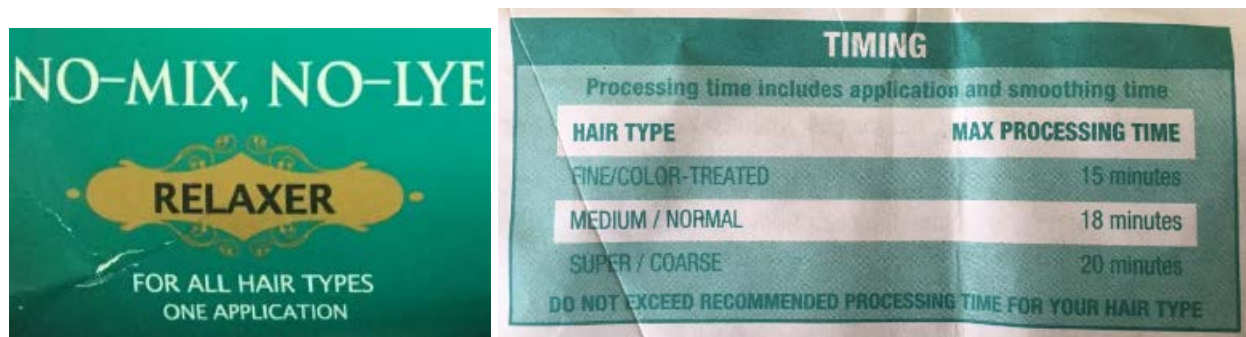 NO-MIX, NO-LYE
RELAXER
FOR ALL HAIR TYPES
ONE APPLICATION
TIMING
Processing time includes application and smoothing time
HAIR TYPE MAX PROCESSING TIME
FINE/COLOR-TREATED 15 minutes
MEDIUM / NORMAL 18 minutes
SUPER / COARSE 20 minutes
DO NOT EXCEED RECOMMENDED PROCESSING TIME FOR YOUR HAIR TYPE